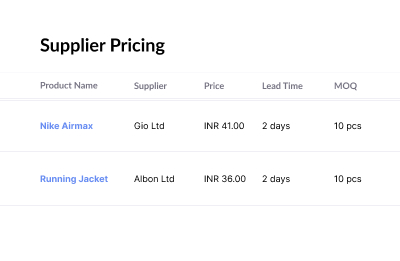 Supplier Pricing
Product Name Supplier Price Lead Time MOQ
Nike Airmax Gio Ltd INR 41.00 2 days 10 pcs
Running Jacket Albon Ltd INR 36.00 2 days 10 pcs